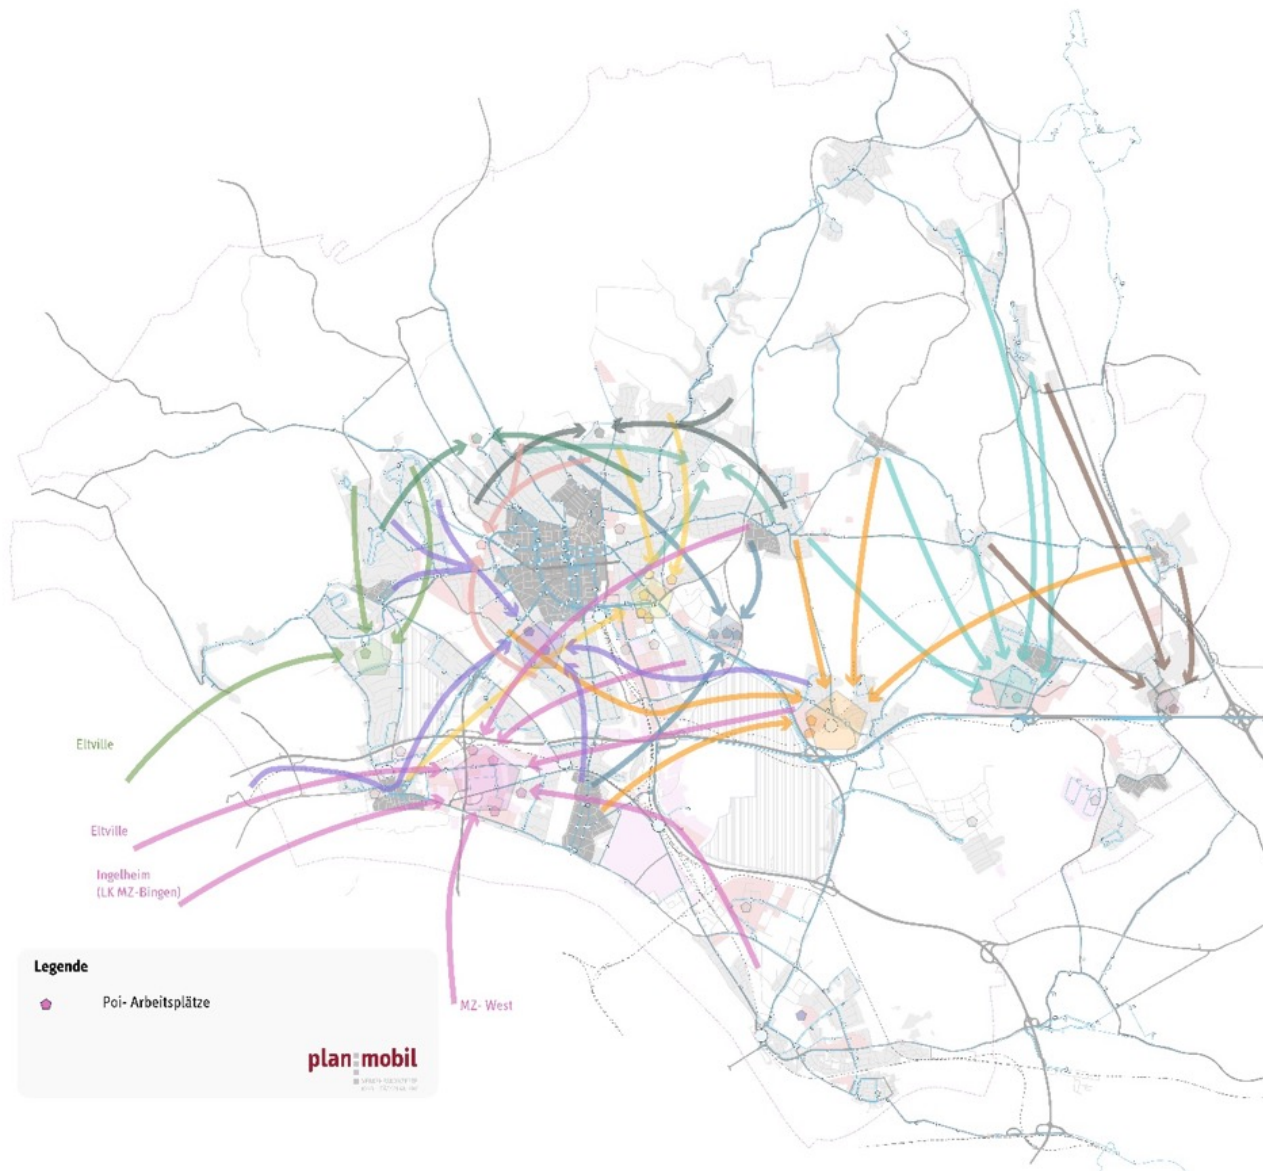 Eltville
Eltville
Ingelheim
(LK MZ-Bingen)
MZ- West
Legende
Poi- Arbeitsplätze
plan:mobil